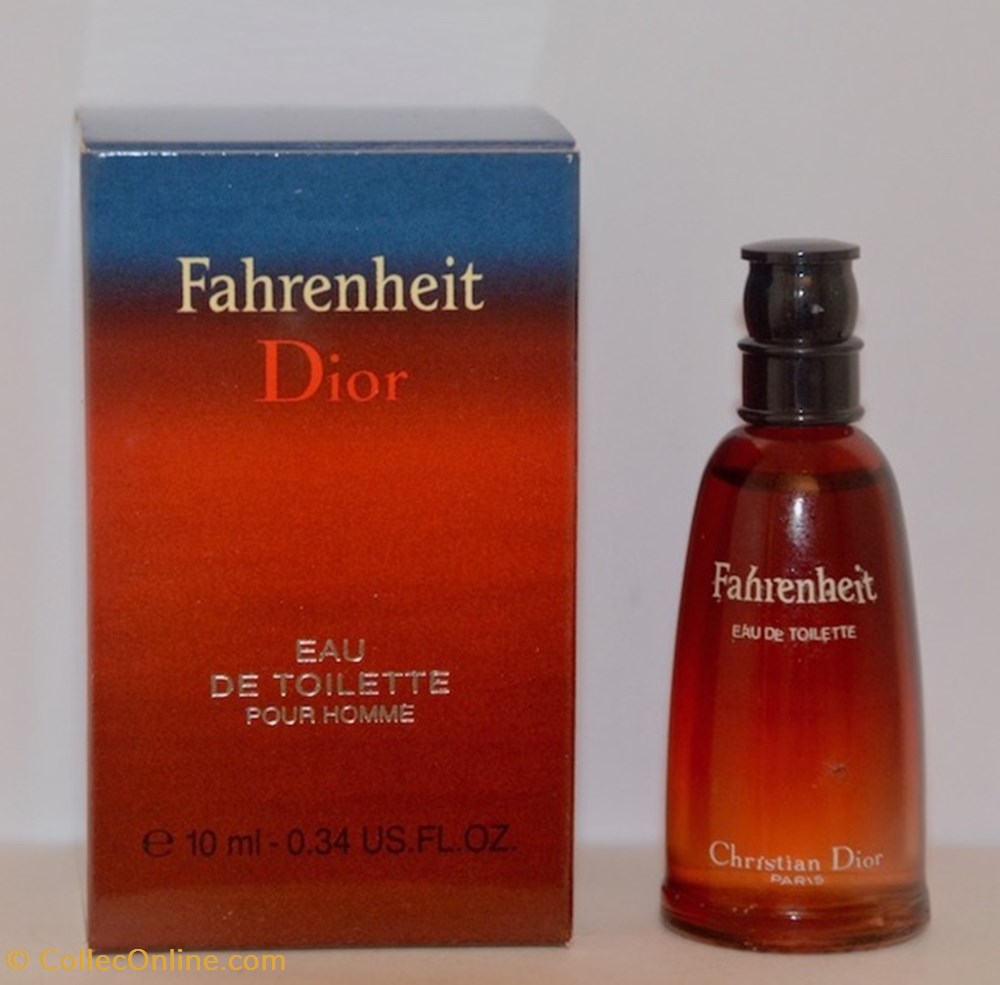 Fahrenheit
Dior
EAU
DE TOILETTE
POUR HOMME
℮ 10 ml - 0.34 US.FL.OZ.
Fahrenheit
EAU DE TOILETTE
Christian Dior
PARIS
© CollecOnline.com